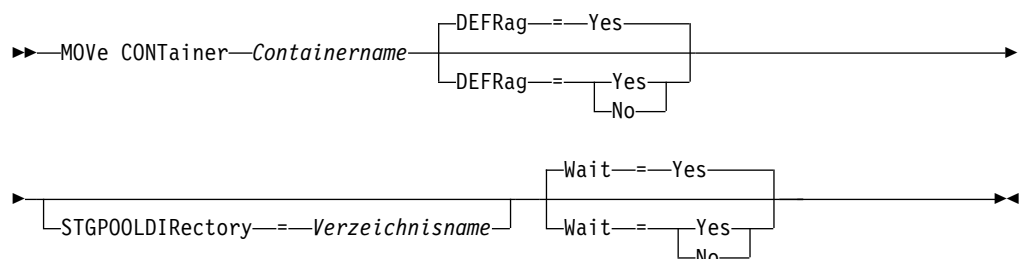 DEFRag = Yes
MOVe CONTainer Containername
DEFRag = Yes
No
Wait = Yes
STGPOOLDIRectory = Verzeichnisname
Wait = Yes
No